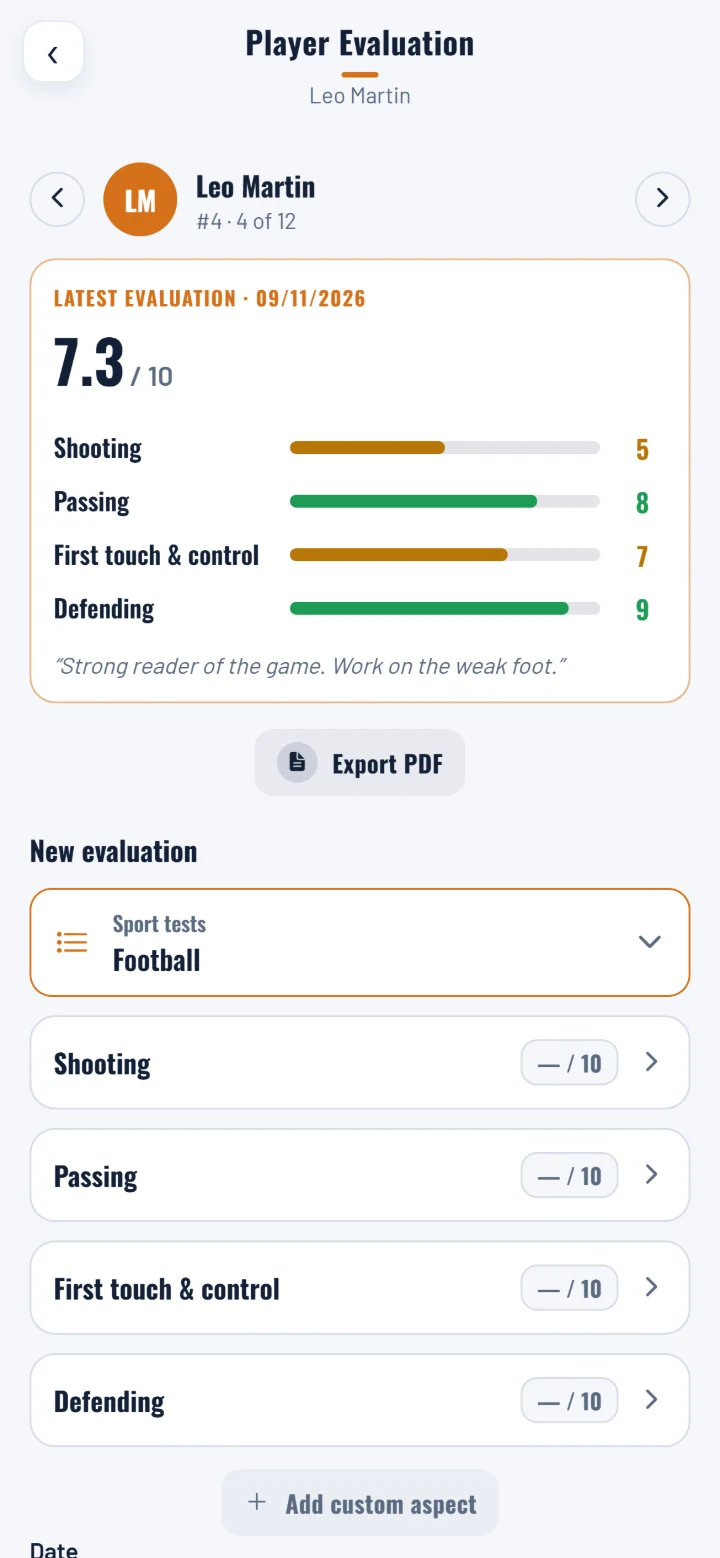 Player Evaluation
Leo Martin
LM
Leo Martin
#4 · 4 of 12
LATEST EVALUATION · 09/11/2026
7.3 / 10
Shooting 5
Passing 8
First touch & control 7
Defending 9
“Strong reader of the game. Work on the weak foot.”
Export PDF
New evaluation
Sport tests
Football
Shooting — / 10
Passing — / 10
First touch & control — / 10
Defending — / 10
+ Add custom aspect
Date